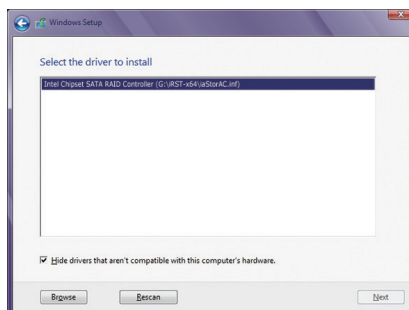 Windows Setup
Select the driver to install
Intel Chipset SATA RAID Controller (G:\iRST-x64\iaStorAC.inf)
Hide drivers that aren't compatible with this computer's hardware.
Browse
Rescan
Next